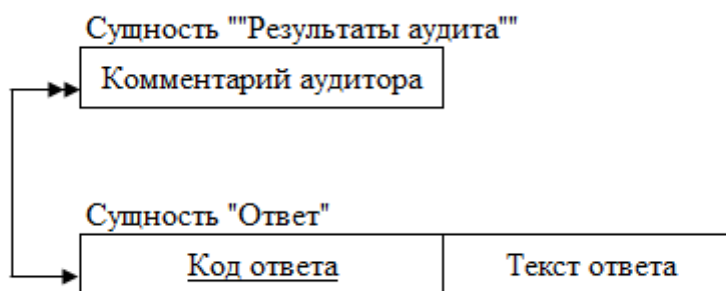 Сущность ""Результаты аудита""
Комментарий аудитора
Сущность "Ответ"
Код ответа Текст ответа